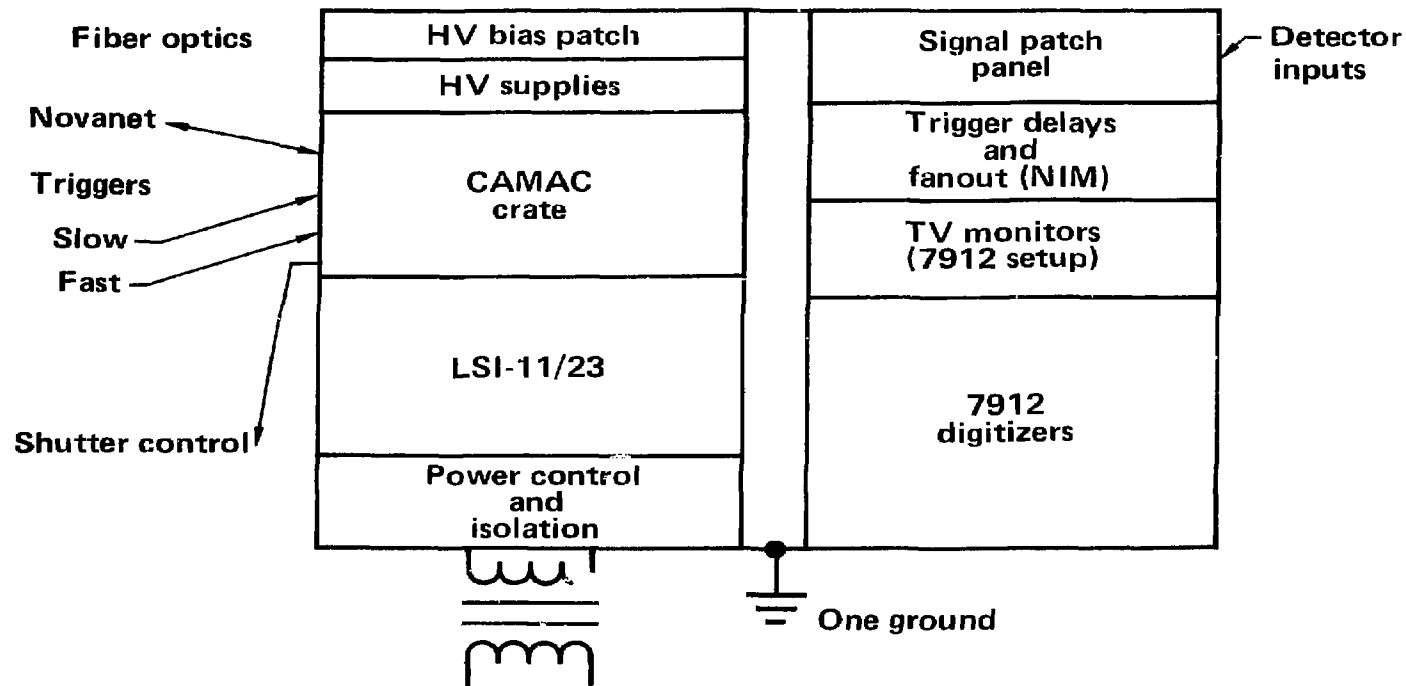 Fiber optics
Novanet
Triggers
Slow
Fast
Shutter control
HV bias patch
HV supplies
CAMAC
crate
LSI-11/23
Power control
and
isolation
Signal patch
panel
Trigger delays
and
fanout (NIM)
TV monitors
(7912 setup)
7912
digitizers
Detector
inputs
One ground